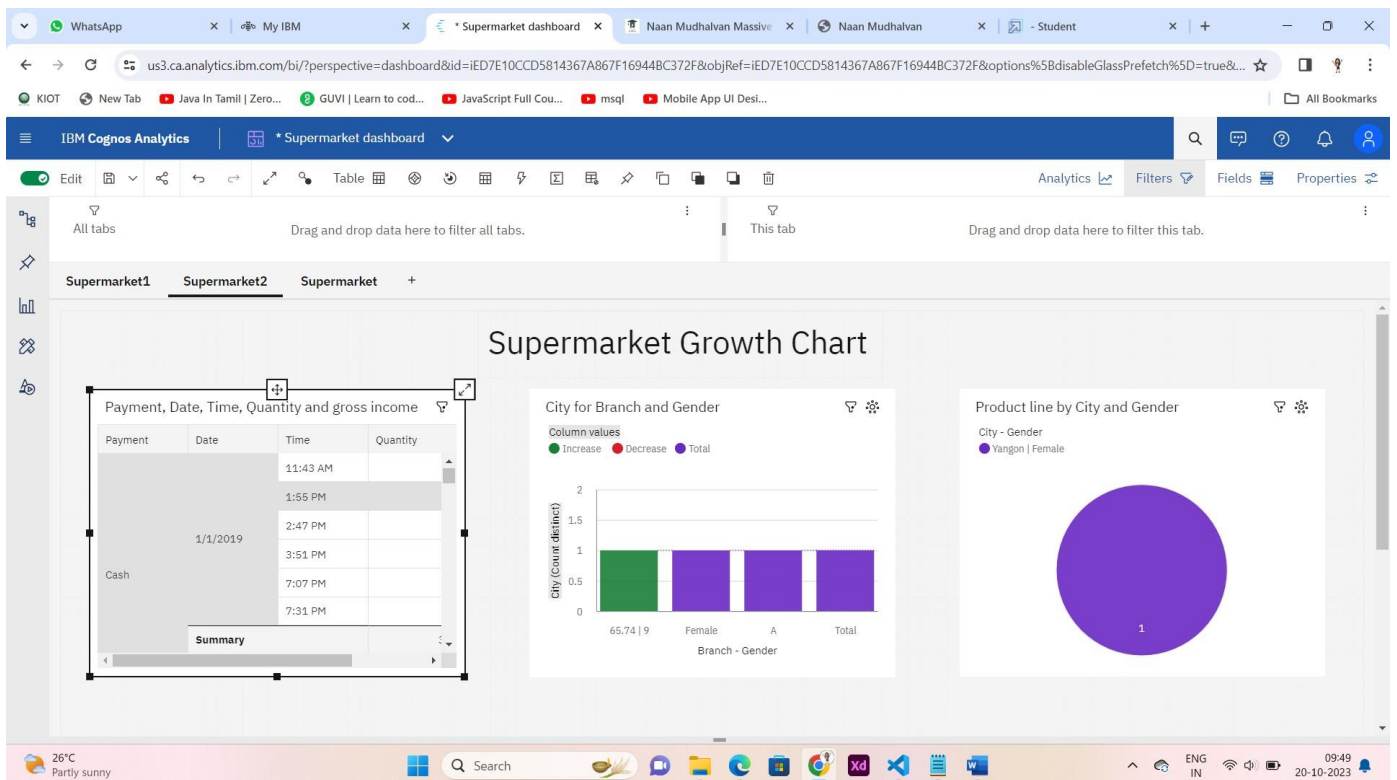 WhatsApp
My IBM
* Supermarket dashboard
Naan Mudhalvan Massive
Naan Mudhalvan
- Student
us3.ca.analytics.ibm.com/bi/?perspective=dashboard&id=iED7E10CCD5814367A867F16944BC372F&objRef=iED7E10CCD5814367A867F16944BC372F&options%5BdisableGlassPrefetch%5D=true&...
KIOT
New Tab
Java In Tamil | Zero...
GUVI | Learn to cod...
JavaScript Full Cou...
msql
Mobile App UI Desi...
All Bookmarks
IBM Cognos Analytics
* Supermarket dashboard
Edit
Table
Analytics
Filters
Fields
Properties
All tabs
Drag and drop data here to filter all tabs.
This tab
Drag and drop data here to filter this tab.
Supermarket1
Supermarket2
Supermarket
+
Supermarket Growth Chart
Payment, Date, Time, Quantity and gross income
Payment Date Time Quantity
11:43 AM
1:55 PM
2:47 PM
1/1/2019
3:51 PM
Cash
7:07 PM
7:31 PM
Summary
City for Branch and Gender
Column values
Increase Decrease Total
City (Count distinct)
2
1.5
1
0.5
0
65.74 | 9 Female A Total
Branch - Gender
Product line by City and Gender
City - Gender
Yangon | Female
1
26°C
Partly sunny
Search
Xd
ENG
IN
09:49
20-10-2023